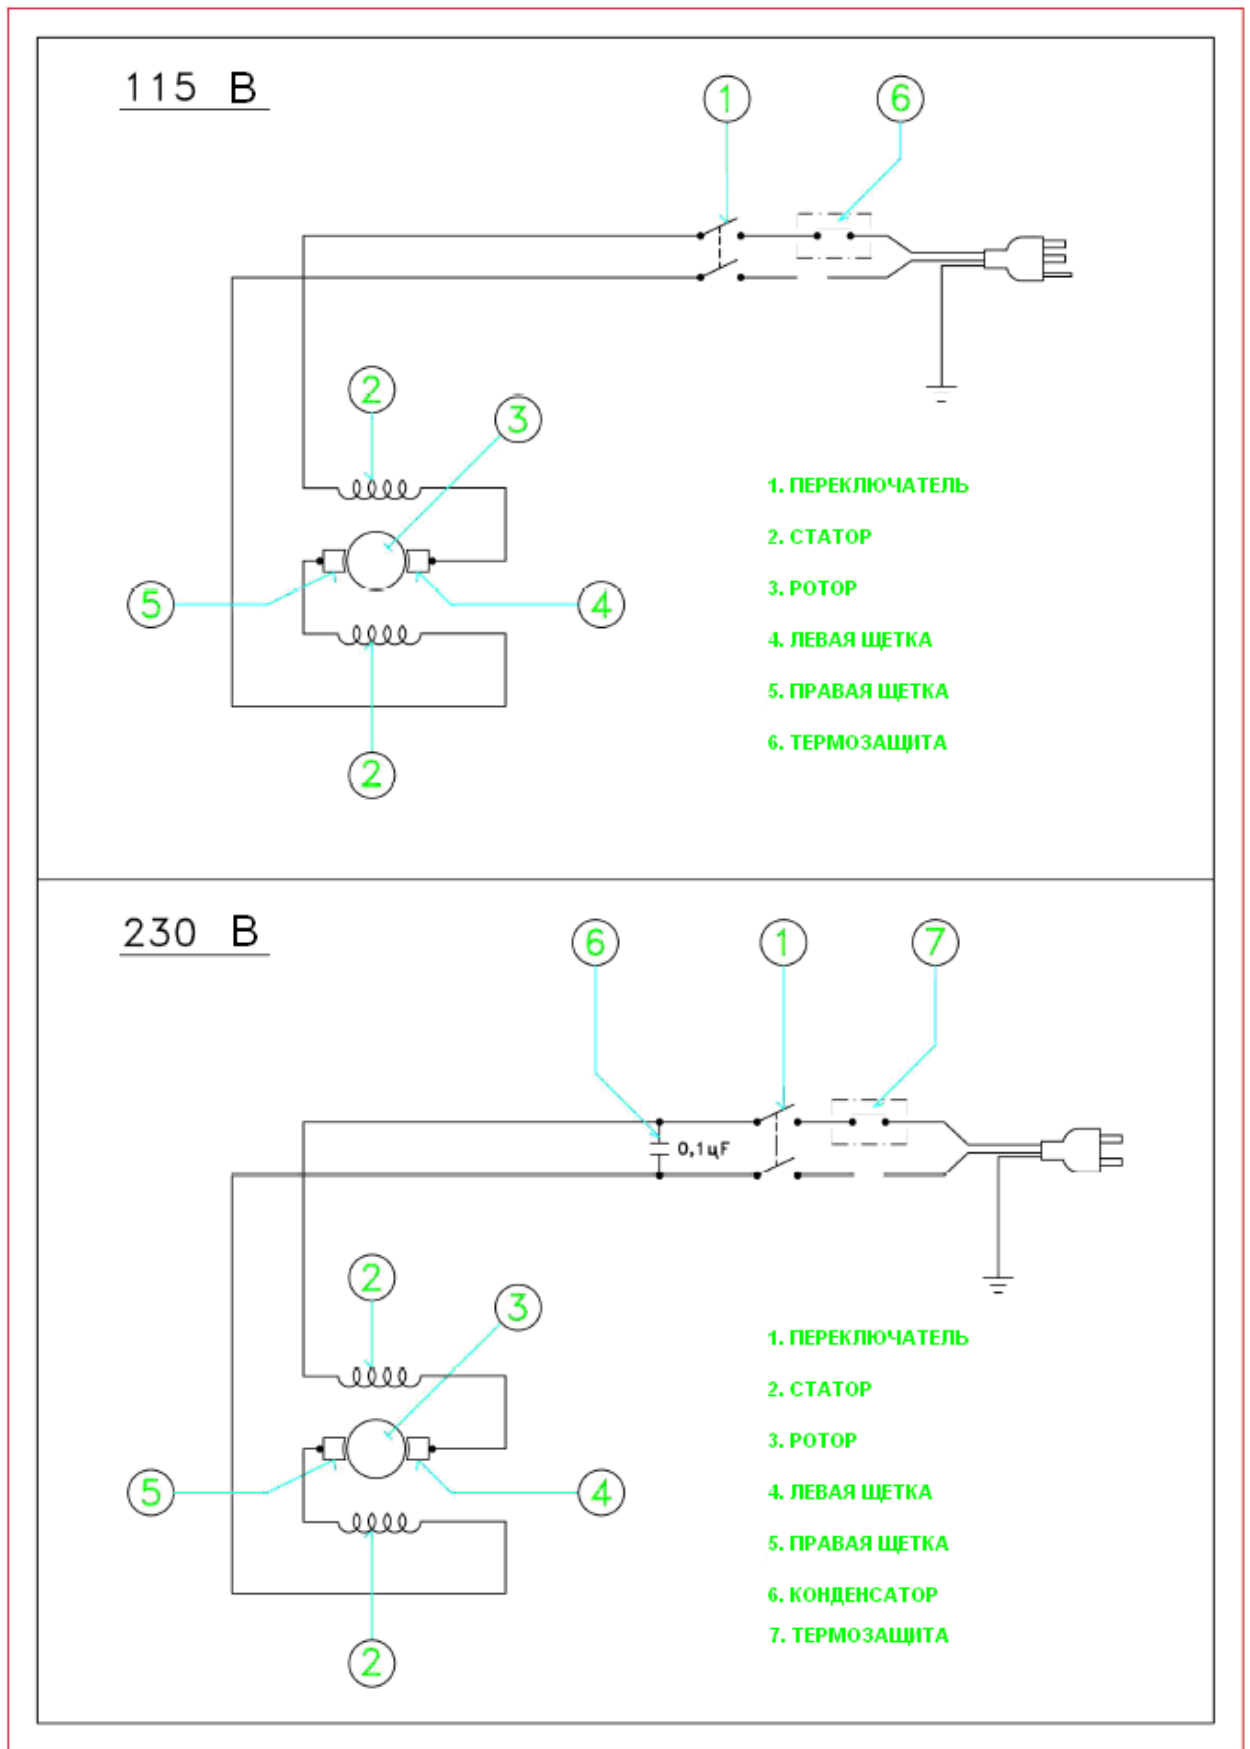 115 В
1
6
2
3
1. ПЕРЕКЛЮЧАТЕЛЬ
2. СТАТОР
3. РОТОР
5
4
4. ЛЕВАЯ ЩЕТКА
5. ПРАВАЯ ЩЕТКА
6. ТЕРМОЗАЩИТА
2
230 В
6
1
7
0,1цF
2
3
1. ПЕРЕКЛЮЧАТЕЛЬ
2. СТАТОР
3. РОТОР
5
4
4. ЛЕВАЯ ЩЕТКА
5. ПРАВАЯ ЩЕТКА
6. КОНДЕНСАТОР
7. ТЕРМОЗАЩИТА
2